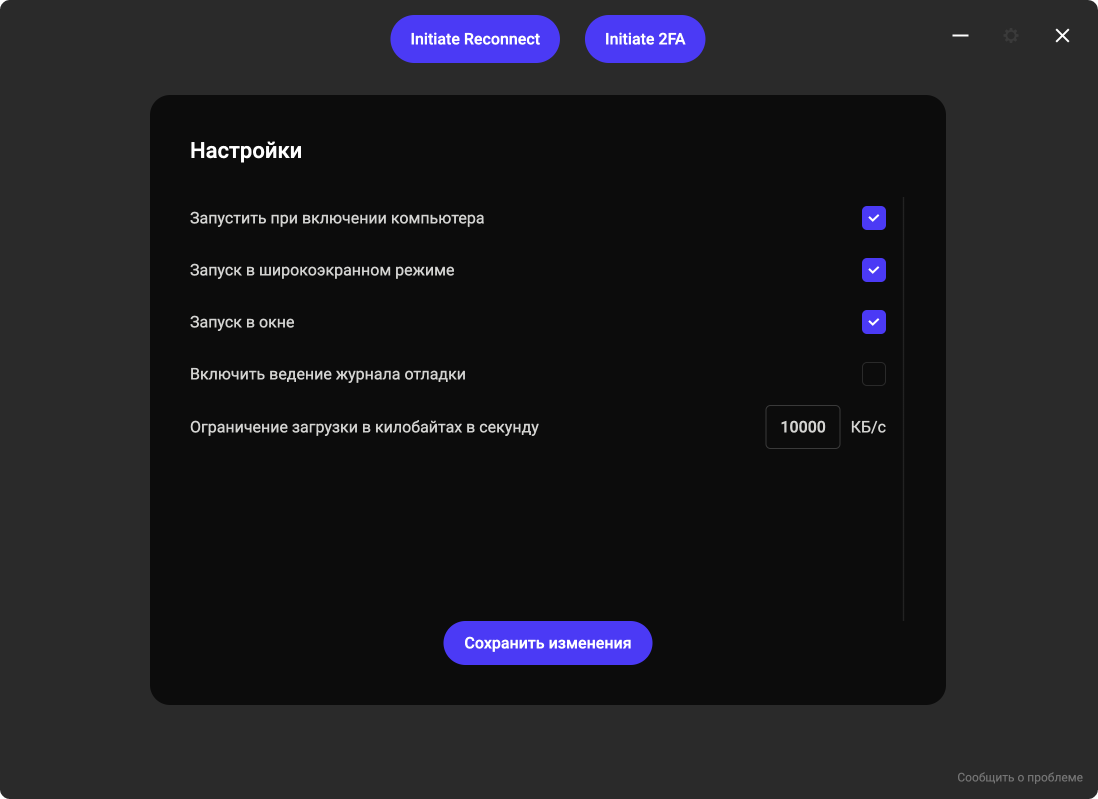 Initiate Reconnect
Initiate 2FA
Настройки
Запустить при включении компьютера
Запуск в широкоэкранном режиме
Запуск в окне
Включить ведение журнала отладки
Ограничение загрузки в килобайтах в секунду
10000 КБ/с
Сохранить изменения
Сообщить о проблеме